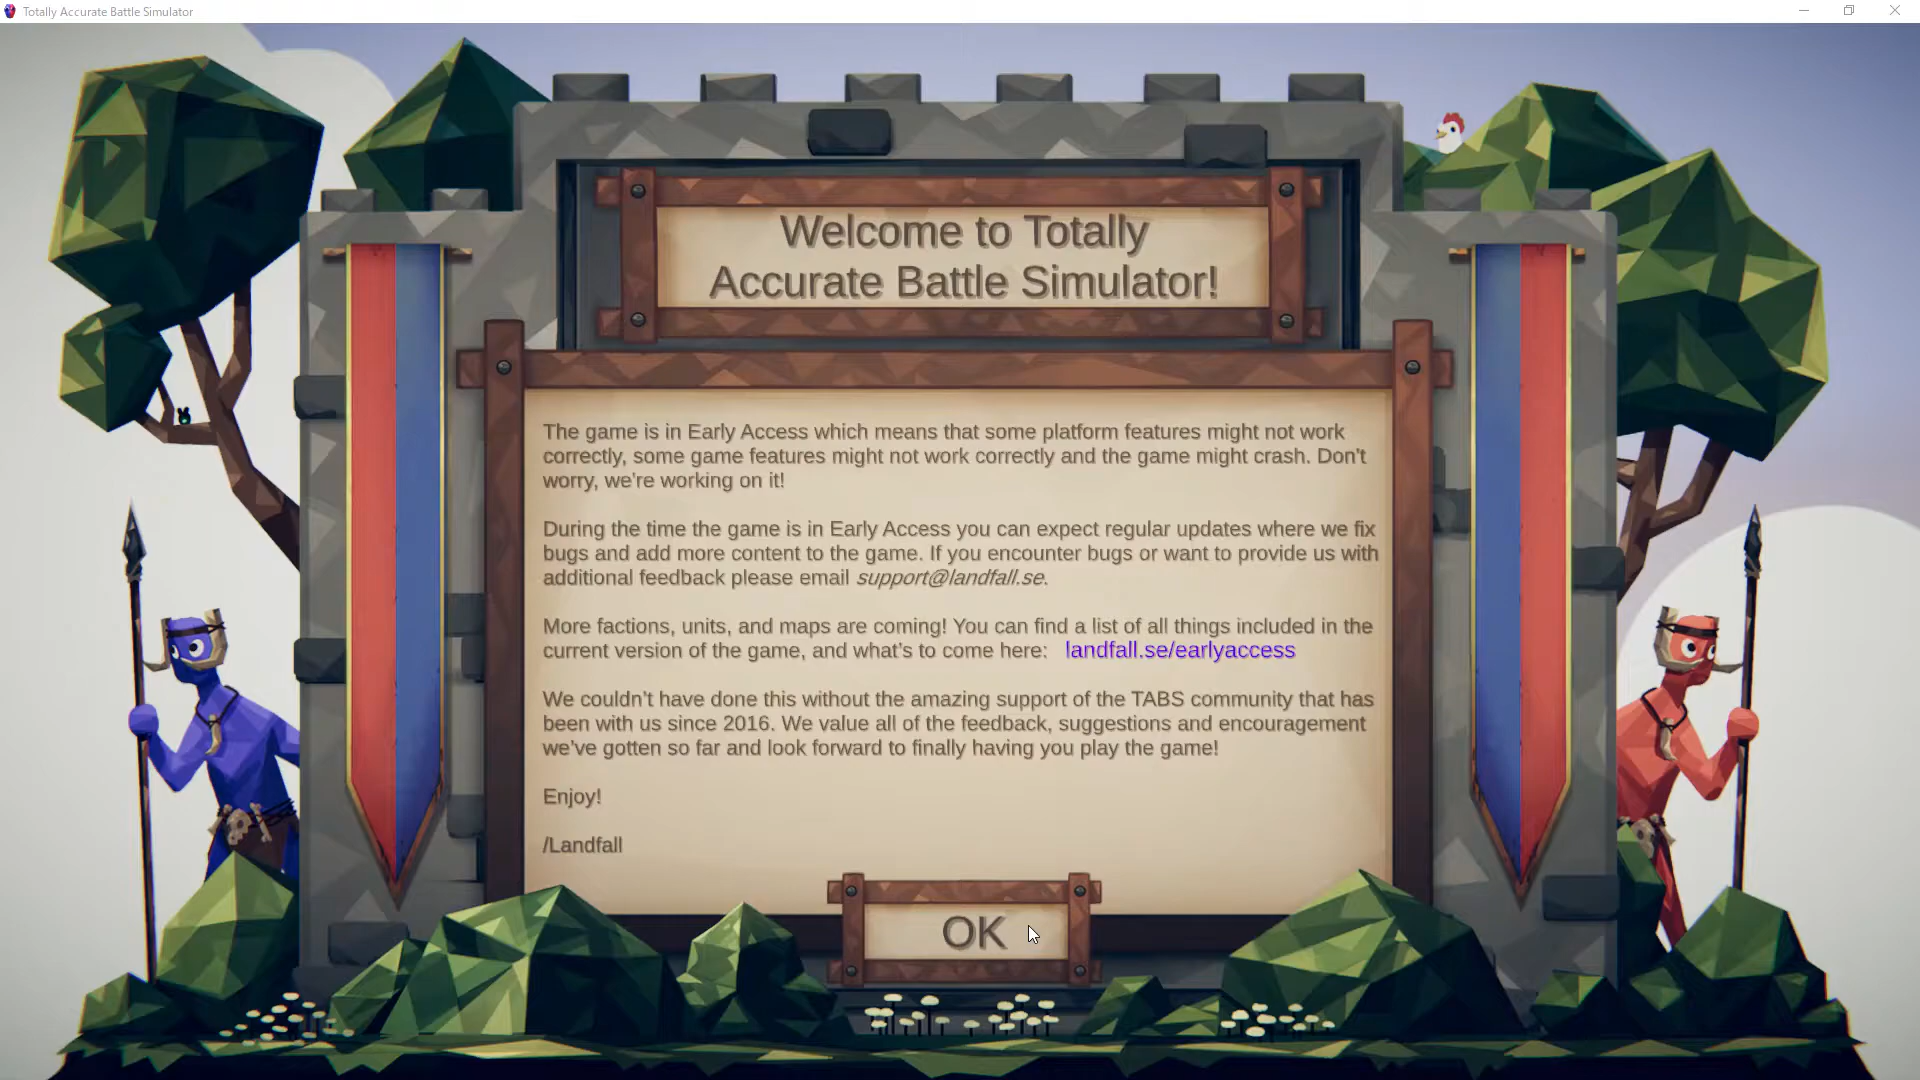 Totally Accurate Battle Simulator
Welcome to Totally
Accurate Battle Simulator!
The game is in Early Access which means that some platform features might not work
correctly, some game features might not work correctly and the game might crash. Don't
worry, we're working on it!
During the time the game is in Early Access you can expect regular updates where we fix
bugs and add more content to the game. If you encounter bugs or want to provide us with
additional feedback please email support@landfall.se.
More factions, units, and maps are coming! You can find a list of all things included in the
current version of the game, and what's to come here: landfall.se/earlyaccess
We couldn't have done this without the amazing support of the TABS community that has
been with us since 2016. We value all of the feedback, suggestions and encouragement
we've gotten so far and look forward to finally having you play the game!
Enjoy!
/Landfall
OK